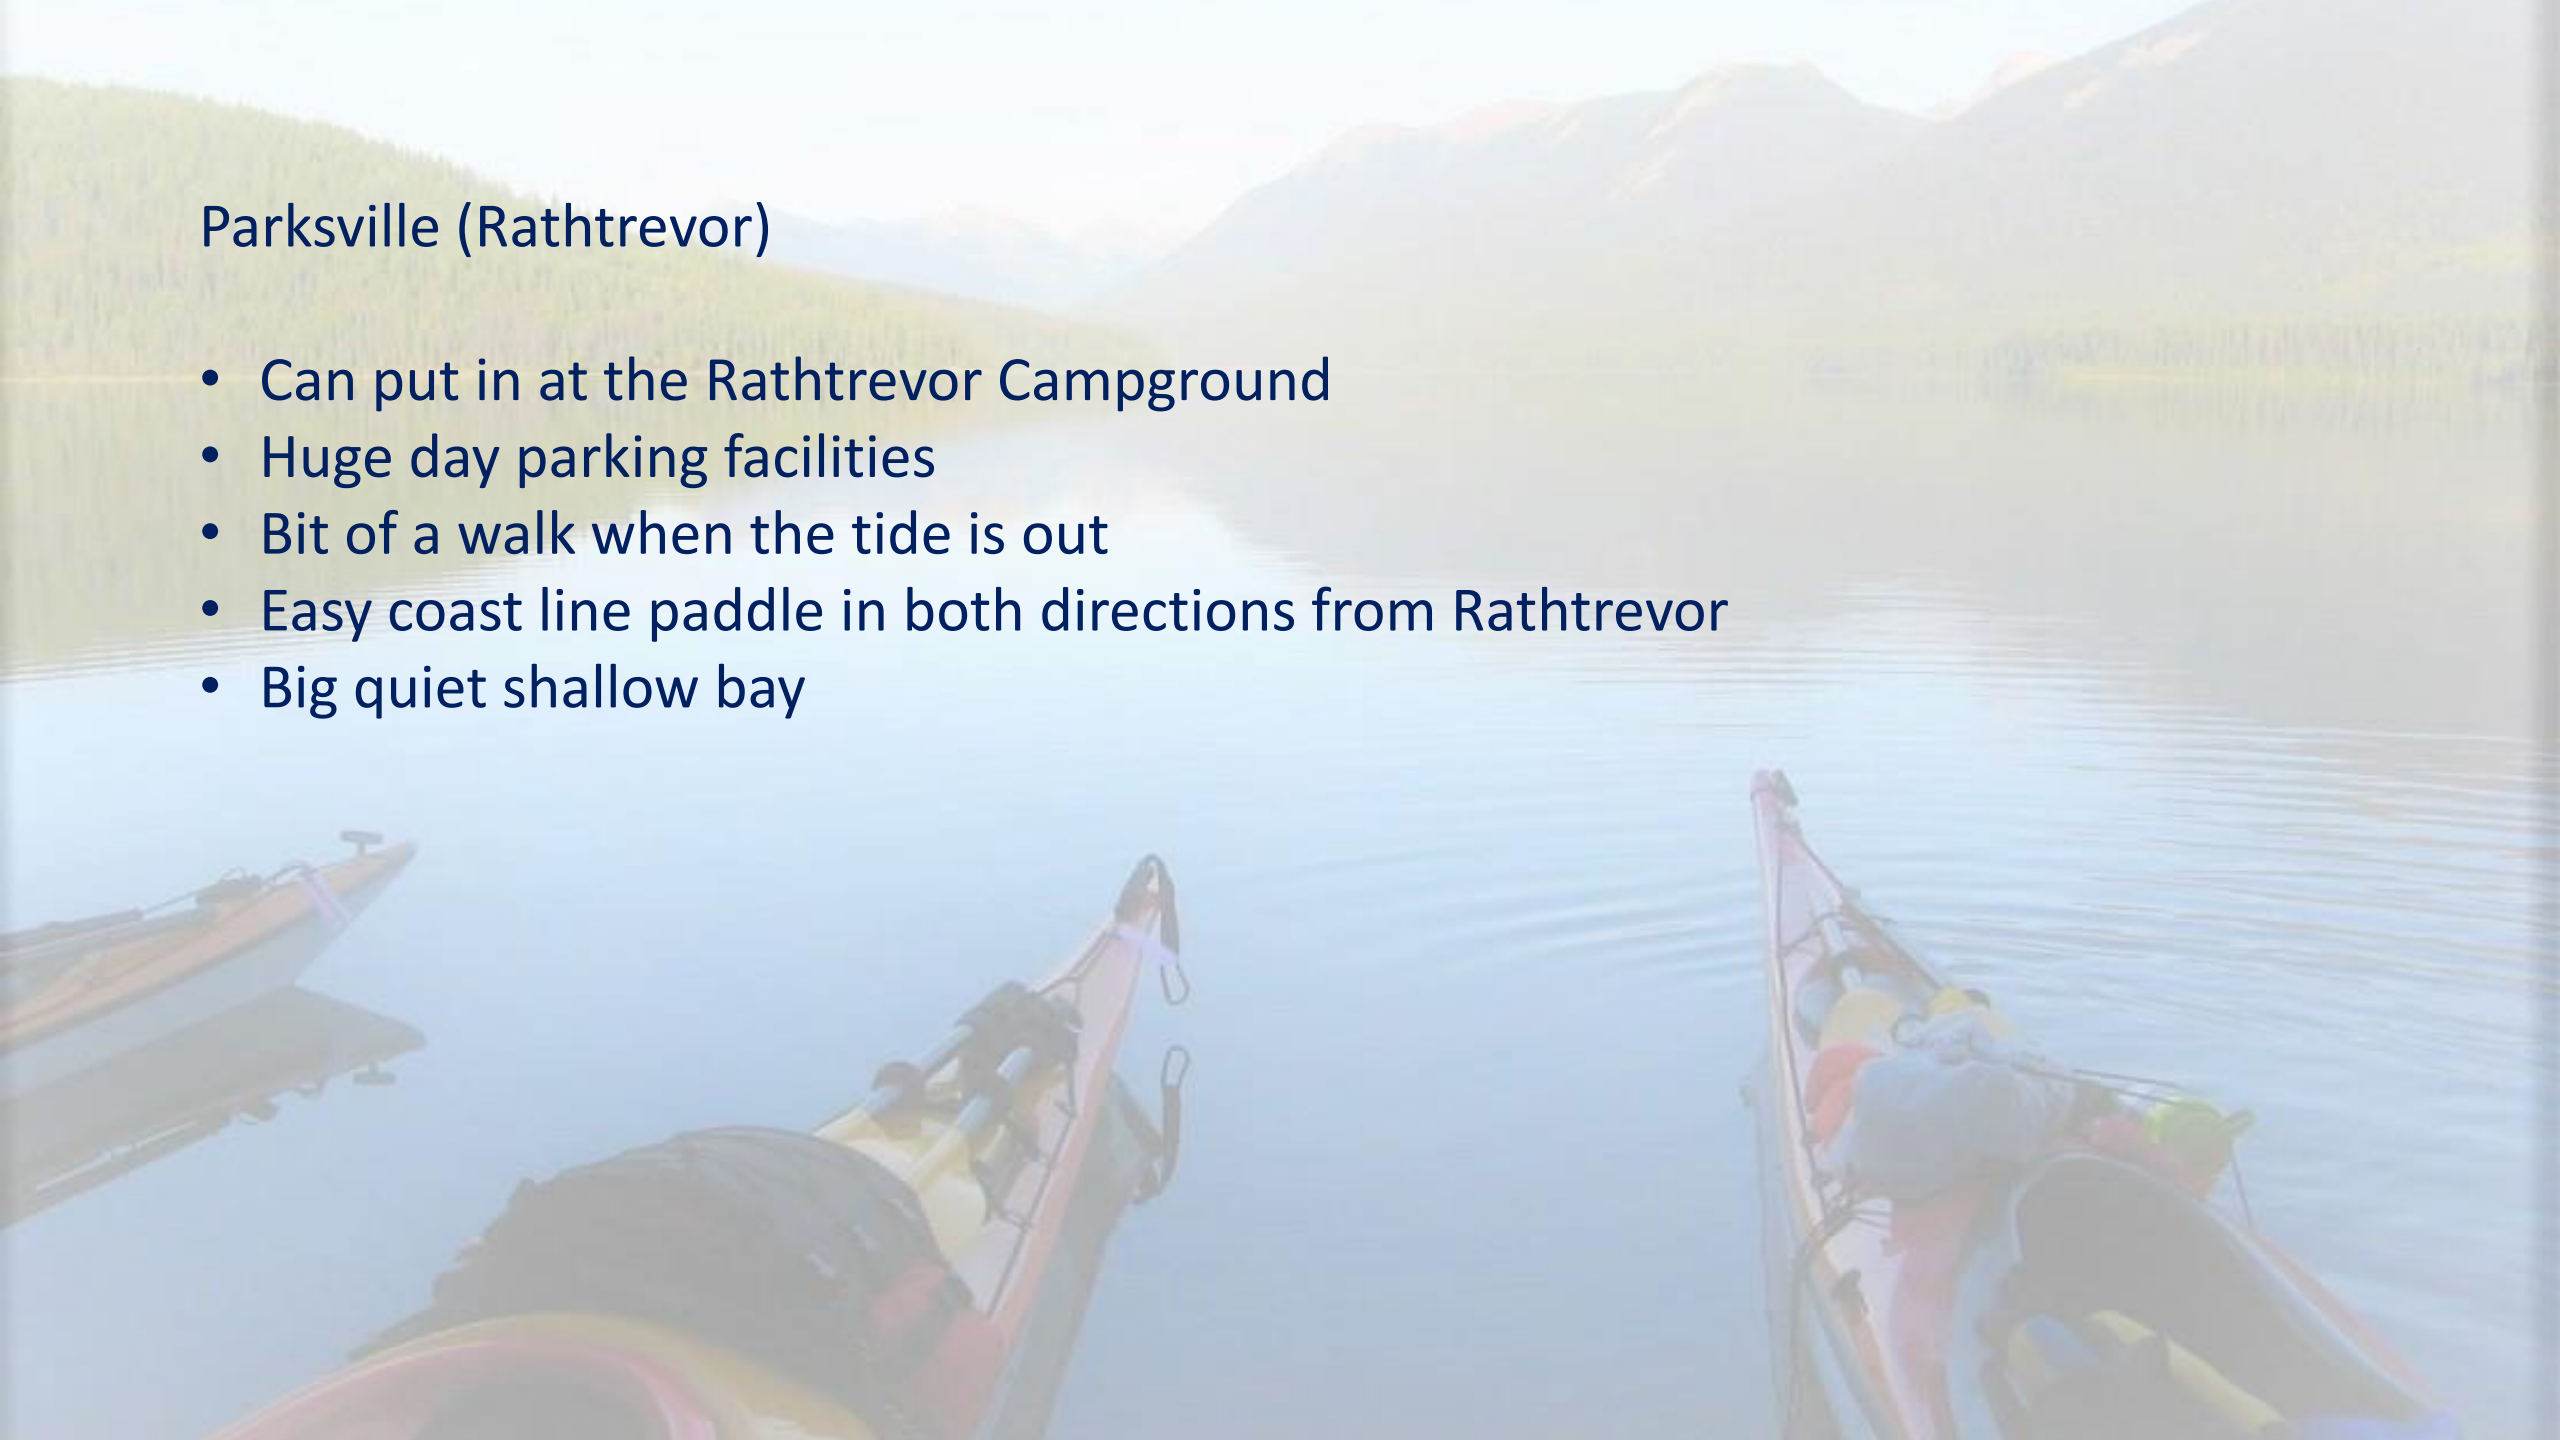 Parksville (Rathtrevor)
• Can put in at the Rathtrevor Campground
• Huge day parking facilities
• Bit of a walk when the tide is out
• Easy coast line paddle in both directions from Rathtrevor
• Big quiet shallow bay